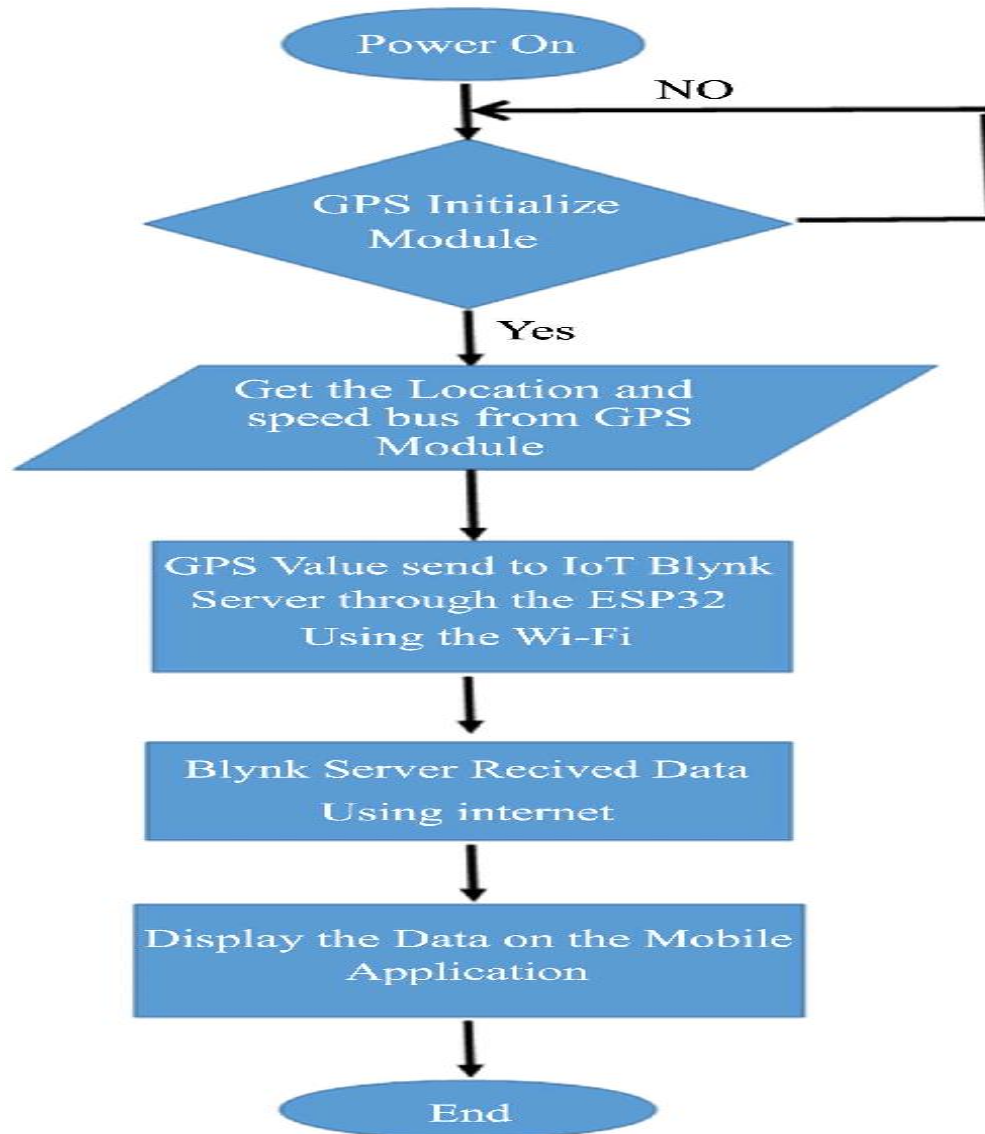 Power On
NO
GPS Initialize
Module
Yes
Get the Location and
speed bus from GPS
Module
GPS Value send to IoT Blynk
Server through the ESP32
Using the Wi-Fi
Blynk Server Recived Data
Using internet
Display the Data on the Mobile
Application
End